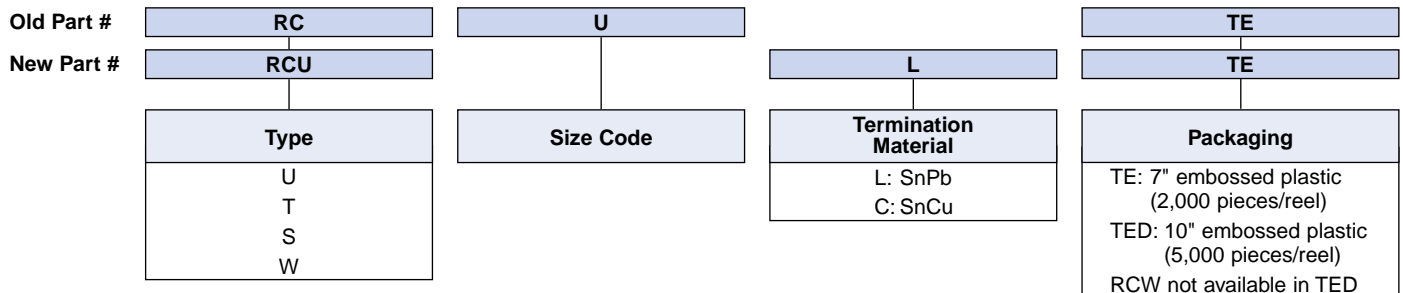 Old Part # RC U TE
New Part # RCU L TE
Type
U
T
S
W
Size Code
Termination
Material
L: SnPb
C: SnCu
Packaging
TE: 7" embossed plastic
(2,000 pieces/reel)
TED: 10" embossed plastic
(5,000 pieces/reel)
RCW not available in TED